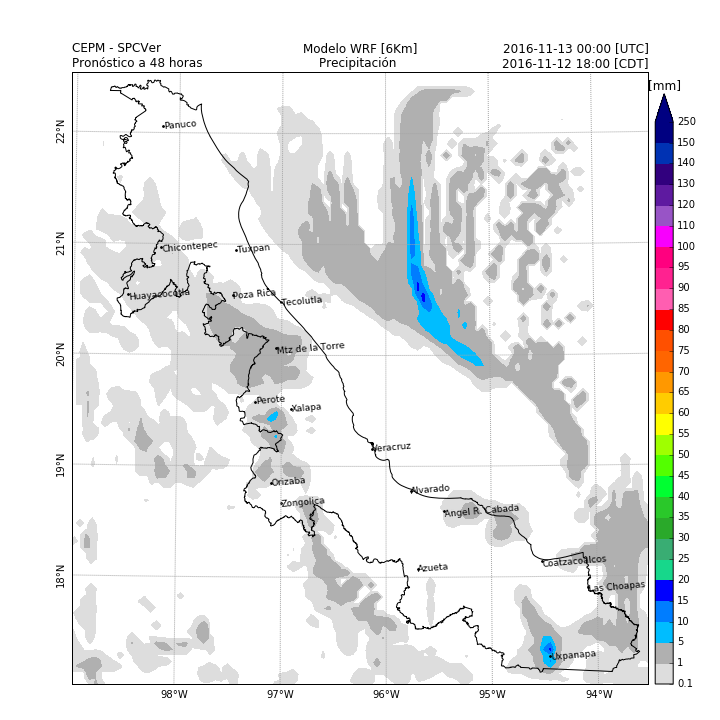 CEPM - SPCVer Modelo WRF [6Km] 2016-11-13 00:00 [UTC]
Pronóstico a 48 horas Precipitación 2016-11-12 18:00 [CDT]
[mm]
250
150
140
130
120
110
100
95
90
85
80
75
70
65
60
55
50
45
40
35
30
25
20
15
10
5
1
0.1
22°N
21°N
20°N
19°N
18°N
Panuco
Chicontepec
Tuxpan
Huayacocotla
Poza Rica
Tecolutla
Mtz de la Torre
Perote
Xalapa
Veracruz
Orizaba
Alvarado
Zongolica
Angel R. Cabada
Azueta
Coatzacoalcos
Las Choapas
Uxpanapa
98°W 97°W 96°W 95°W 94°W